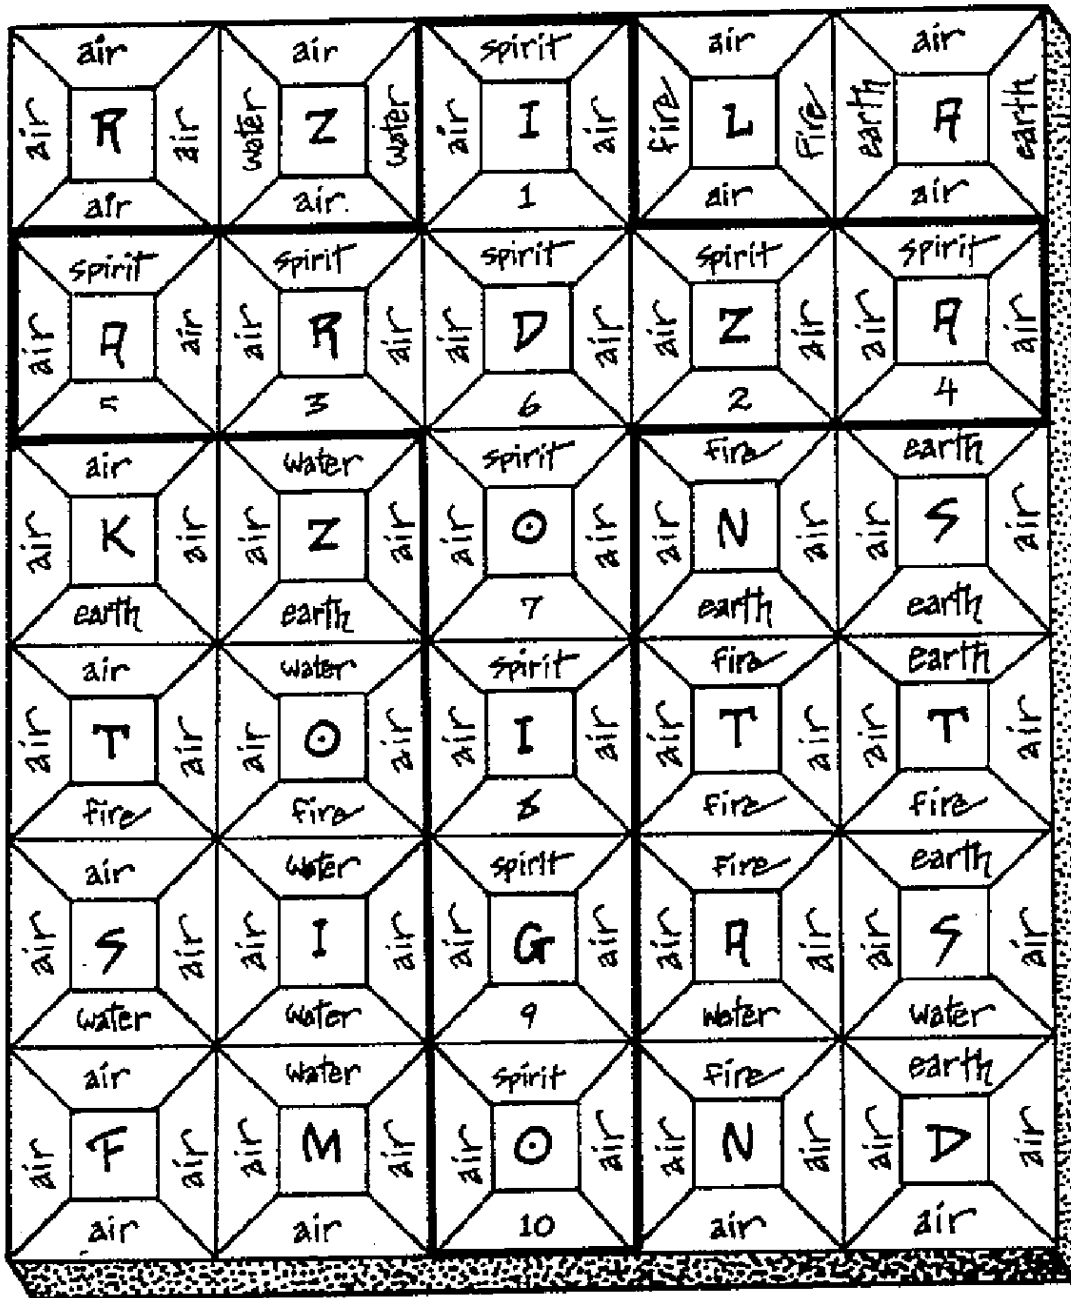 air air spirit air air
air R air water Z water air I air fire L fire earth A earth
air air. 1 air air
spirit spirit spirit spirit spirit
air A air air R air air D air air Z air air A air
5 3 6 2 4
air water spirit fire earth
air K air air Z air air O air air N air air S air
earth earth 7 earth earth
air water spirit fire earth
air T air air O air air I air air T air air T air
fire fire 8 fire fire
air water spirit fire earth
air S air air I air air G air air A air air S air
water water 9 water water
air water spirit fire earth
air F air air M air air O air air N air air D air
air air 10 air air